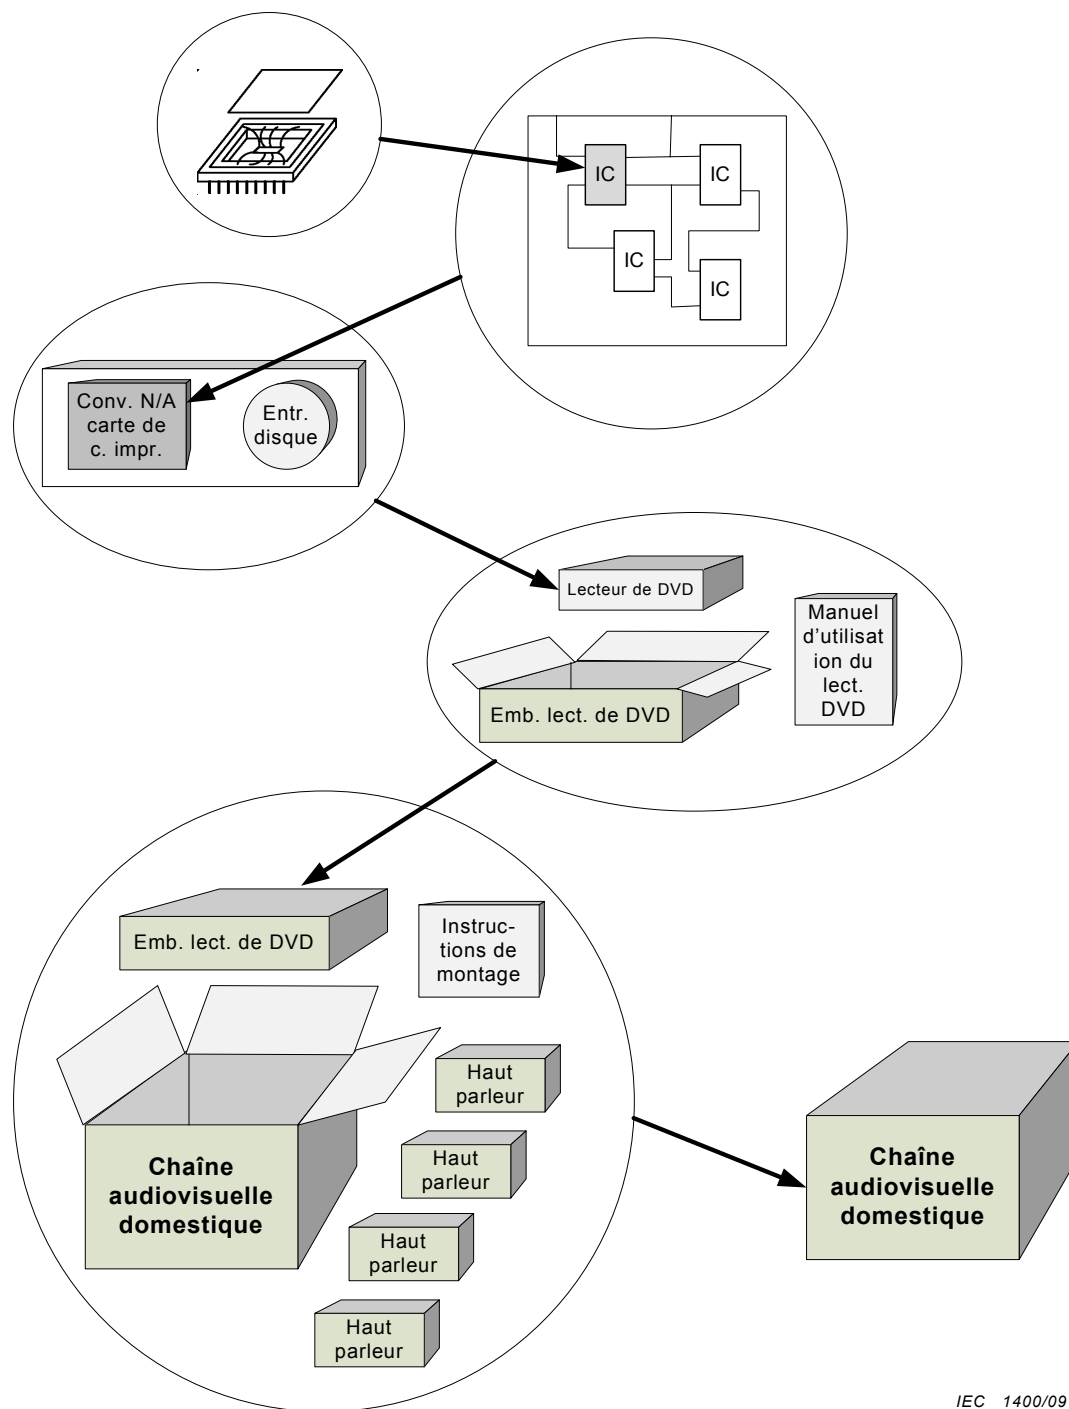 IC
IC
IC
IC
Conv. N/A
carte de
c. impr.
Entr.
disque
Lecteur de DVD
Manuel
d’utilisat
ion du
lect.
DVD
Emb. lect. de DVD
Emb. lect. de DVD
Instruc-
tions de
montage
Haut
parleur
Haut
parleur
Haut
parleur
Haut
parleur
Chaîne
audiovisuelle
domestique
Chaîne
audiovisuelle
domestique
IEC 1400/09